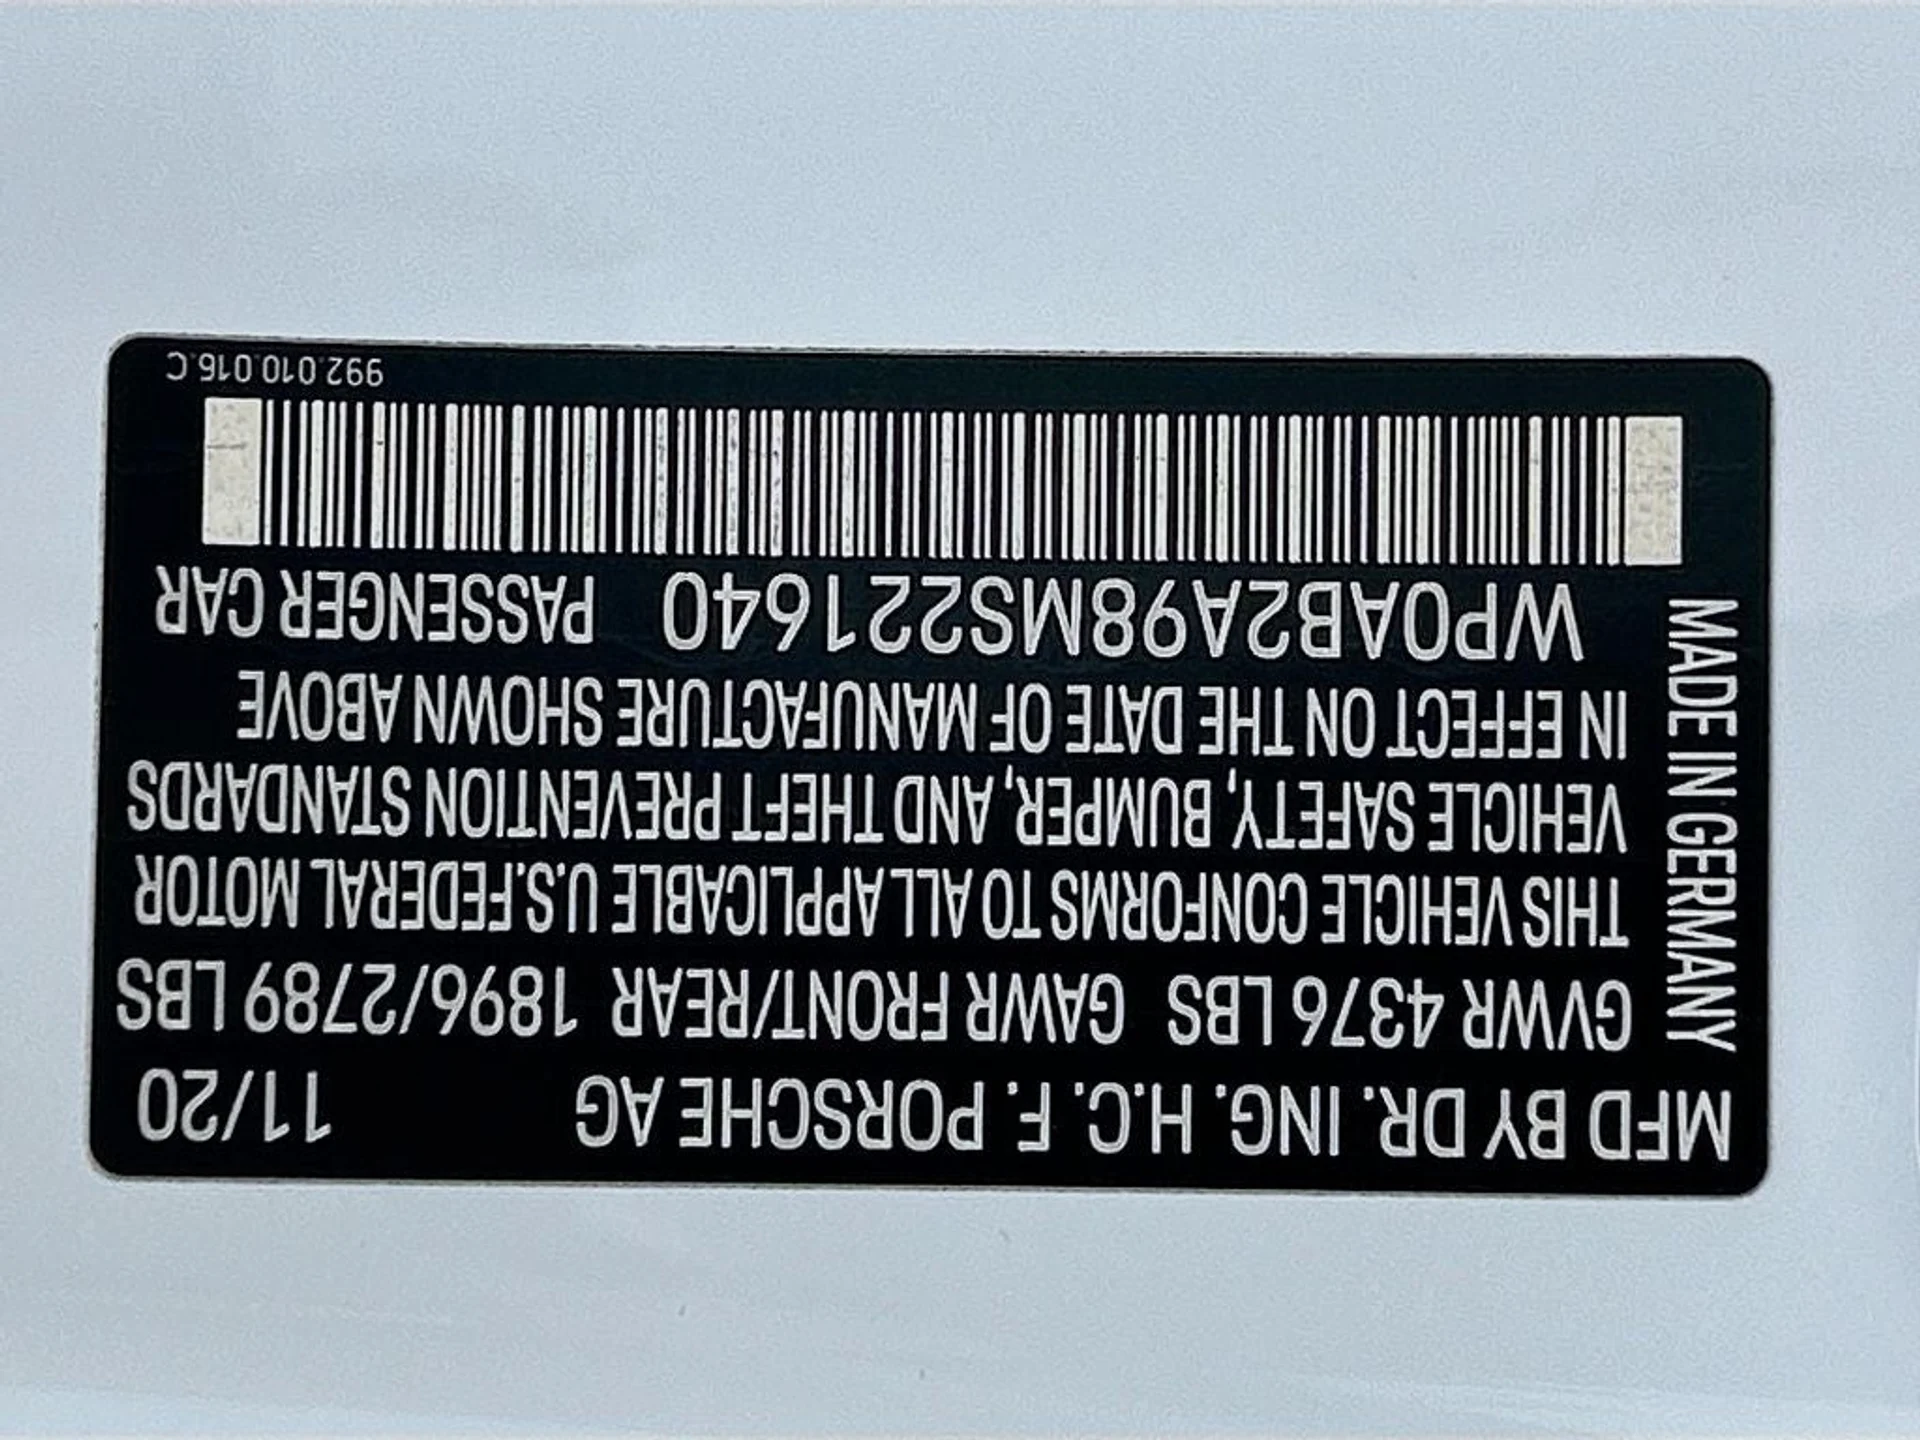 MFD BY DR. ING. H.C. F. PORSCHE AG 11/20
GVWR 4376 LBS GAWR FRONT/REAR 1896/2789 LBS
THIS VEHICLE CONFORMS TO ALL APPLICABLE U.S.FEDERAL MOTOR
VEHICLE SAFETY, BUMPER, AND THEFT PREVENTION STANDARDS
IN EFFECT ON THE DATE OF MANUFACTURE SHOWN ABOVE
WP0AB2A98MS221640 PASSENGER CAR
992.010.016.C
MADE IN GERMANY